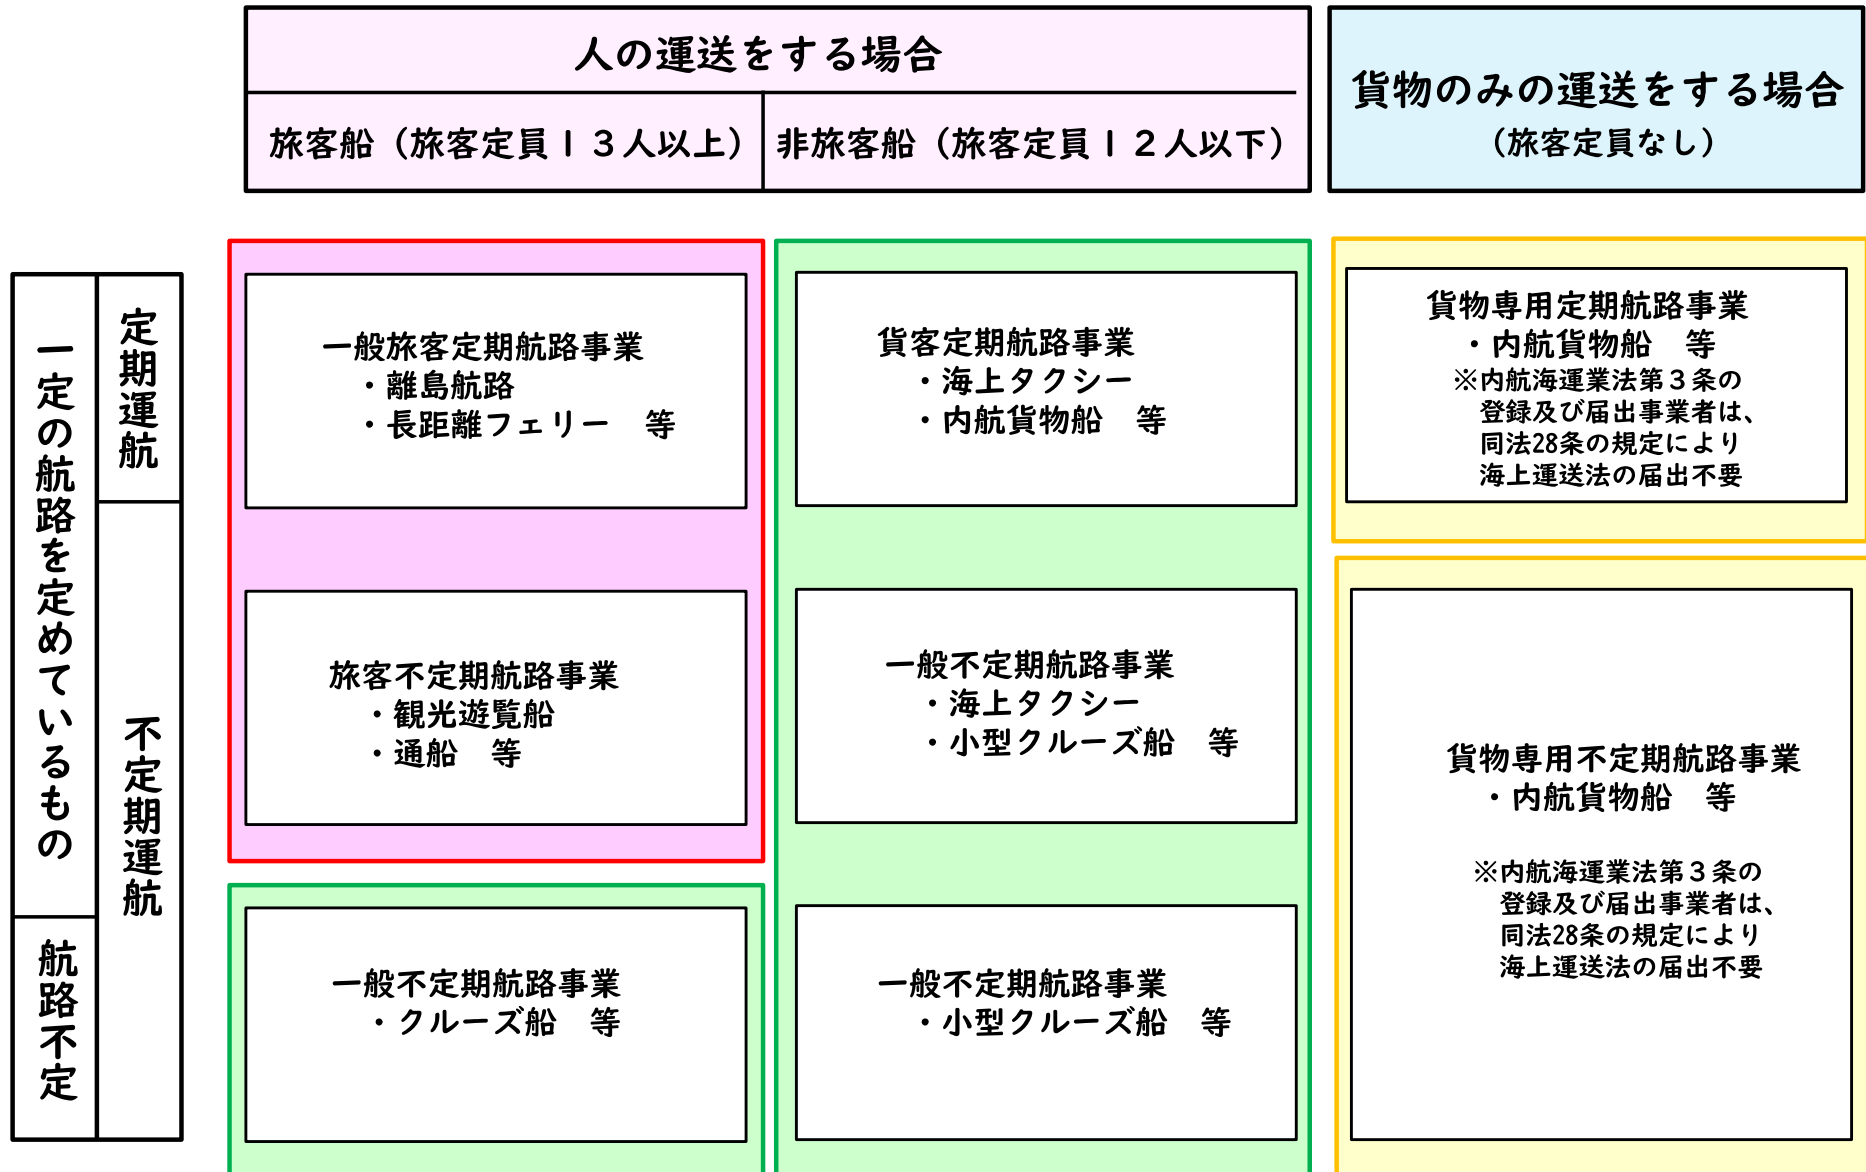 人の運送をする場合
旅客船（旅客定員１３人以上）
非旅客船（旅客定員１２人以下）
貨物のみの運送をする場合
（旅客定員なし）
一定の航路を定めているもの
航路不定
定期運航
不定期運航
一般旅客定期航路事業
・離島航路
・長距離フェリー　等
貨客定期航路事業
・海上タクシー
・内航貨物船　等
貨物専用定期航路事業
・内航貨物船　等
※内航海運業法第３条の
登録及び届出事業者は、
同法28条の規定により
海上運送法の届出不要
旅客不定期航路事業
・観光遊覧船
・通船　等
一般不定期航路事業
・海上タクシー
・小型クルーズ船　等
貨物専用不定期航路事業
・内航貨物船　等
※内航海運業法第３条の
登録及び届出事業者は、
同法28条の規定により
海上運送法の届出不要
一般不定期航路事業
・クルーズ船　等
一般不定期航路事業
・小型クルーズ船　等